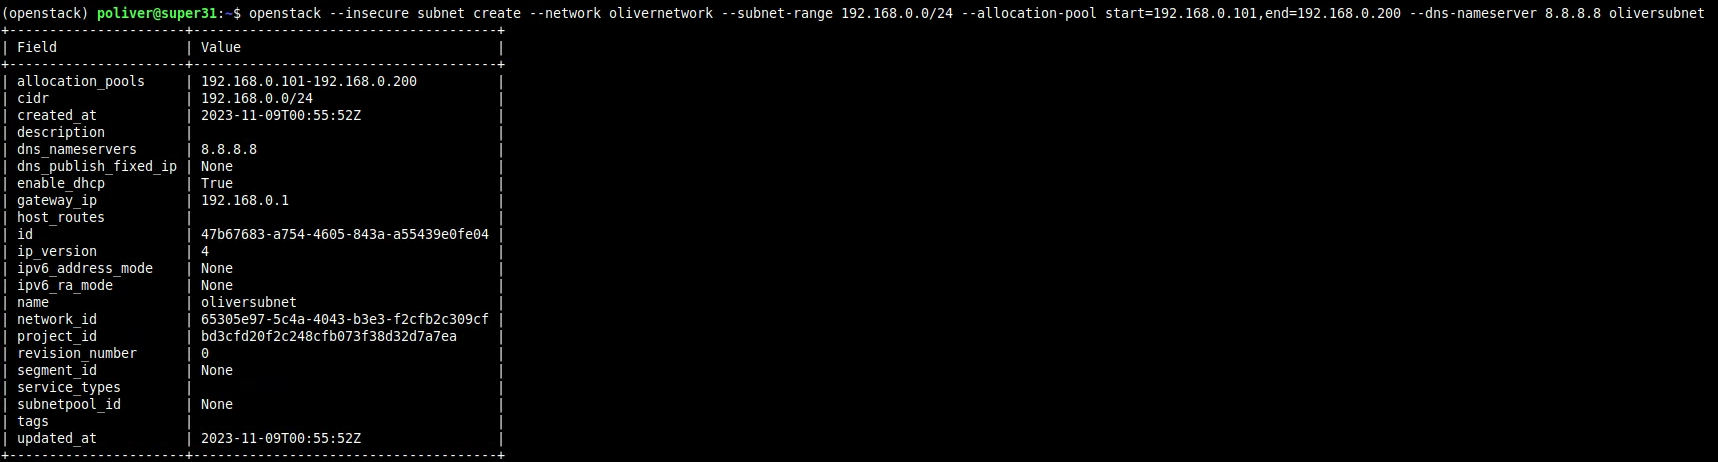 (openstack) poliver@super31:~$ openstack --insecure subnet create --network olivernetwork --subnet-range 192.168.0.0/24 --allocation-pool start=192.168.0.101,end=192.168.0.200 --dns-nameserver 8.8.8.8 oliversubnet
+----------------------+--------------------------------------+
| Field                | Value                                |
+----------------------+--------------------------------------+
| allocation_pools     | 192.168.0.101-192.168.0.200          |
| cidr                 | 192.168.0.0/24                       |
| created_at           | 2023-11-09T00:55:52Z                 |
| description          |                                      |
| dns_nameservers      | 8.8.8.8                              |
| dns_publish_fixed_ip | None                                 |
| enable_dhcp          | True                                 |
| gateway_ip           | 192.168.0.1                          |
| host_routes          |                                      |
| id                   | 47b67683-a754-4605-843a-a55439e0fe04 |
| ip_version           | 4                                    |
| ipv6_address_mode    | None                                 |
| ipv6_ra_mode         | None                                 |
| name                 | oliversubnet                         |
| network_id           | 65305e97-5c4a-4043-b3e3-f2cfb2c309cf |
| project_id           | bd3cfd20f2c248cfb073f38d32d7a7ea     |
| revision_number      | 0                                    |
| segment_id           | None                                 |
| service_types        |                                      |
| subnetpool_id        | None                                 |
| tags                 |                                      |
| updated_at           | 2023-11-09T00:55:52Z                 |
+----------------------+--------------------------------------+